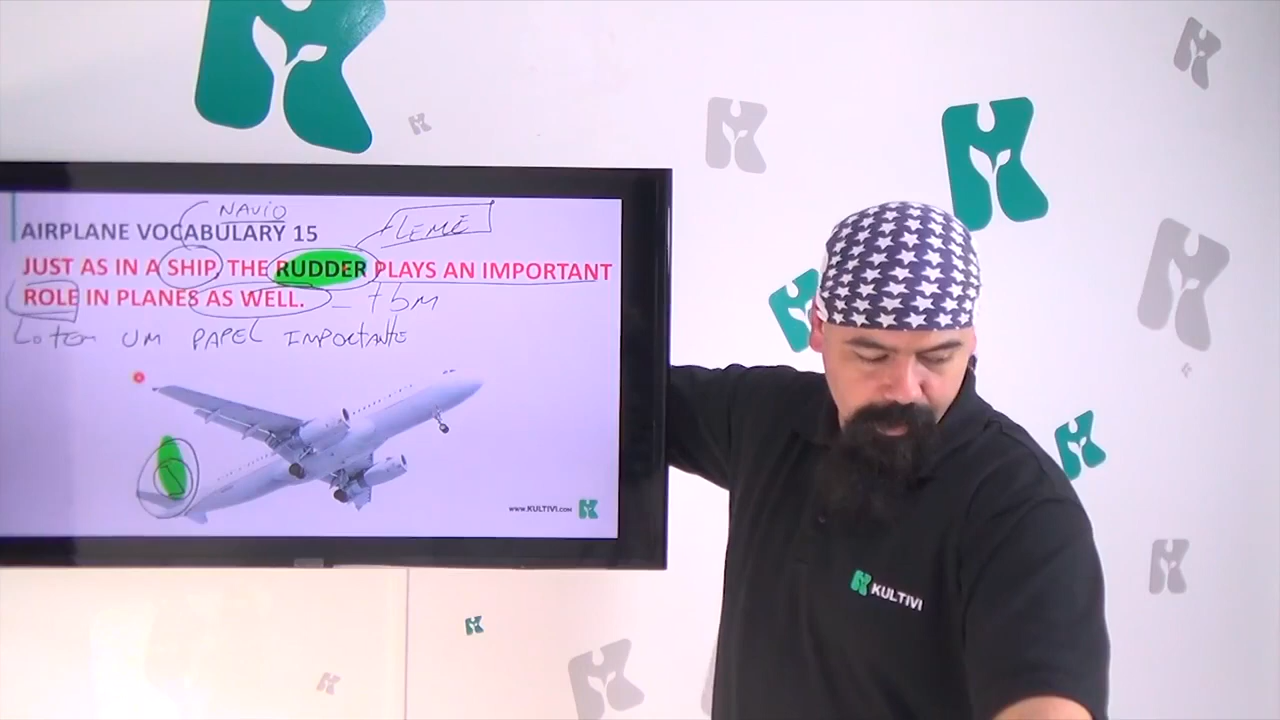 NAVIO
LEME
AIRPLANE VOCABULARY 15
JUST AS IN A SHIP, THE RUDDER PLAYS AN IMPORTANT
ROLE IN PLANES AS WELL. - tbm
UM PAPEL IMPORTANTE
www.KULTIVI.com
KULTIVI